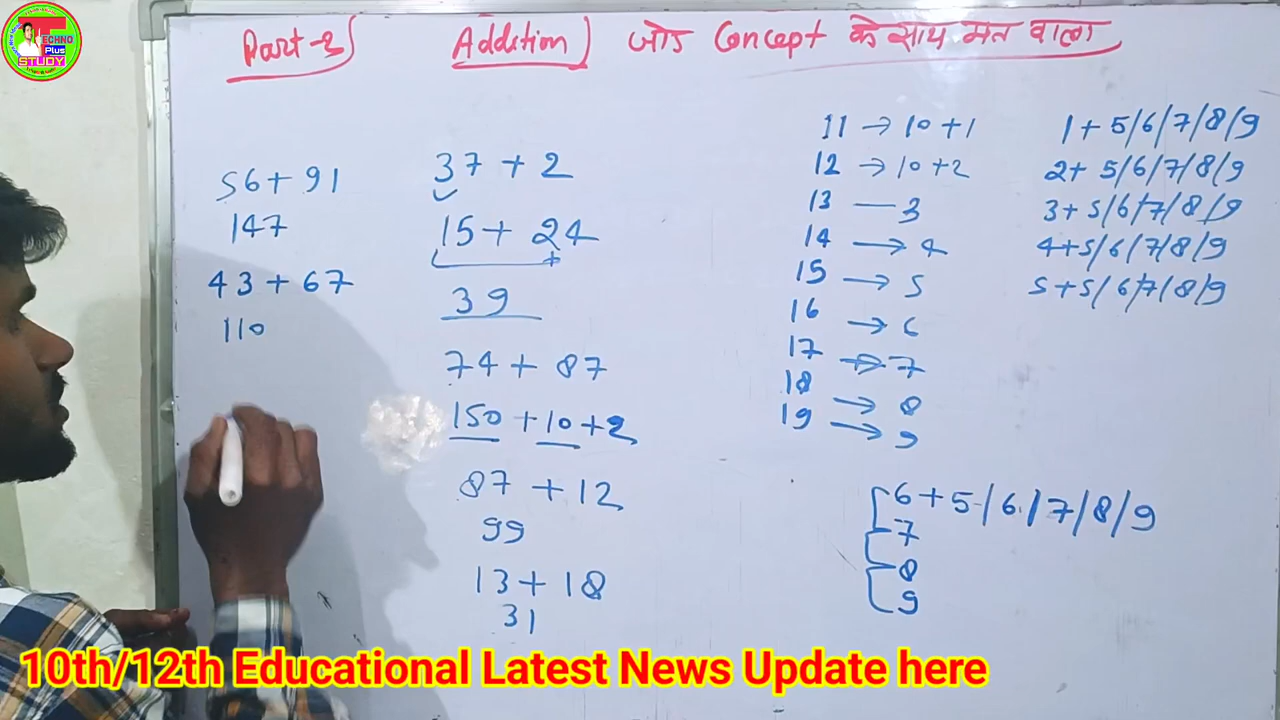 Part-2 Addition जोड Concept के साथ मन वाला
56 + 91
147
43 + 67
110
37 + 2
15 + 24
39
74 + 87
150 + 10 + 2
87 + 12
99
13 + 18
31
11 → 10 + 1
12 → 10 + 2
13 — 3
14 → 4
15 → 5
16 → 6
17 → 7
18 → 8
19 → 9
1 + 5/6/7/8/9
2 + 5/6/7/8/9
3 + 5/6/7/8/9
4 + 5/6/7/8/9
5 + 5/6/7/8/9
6 + 5/6/7/8/9
7
8
9
TECHNO
Plus
STUDY
10th/12th Educational Latest News Update here